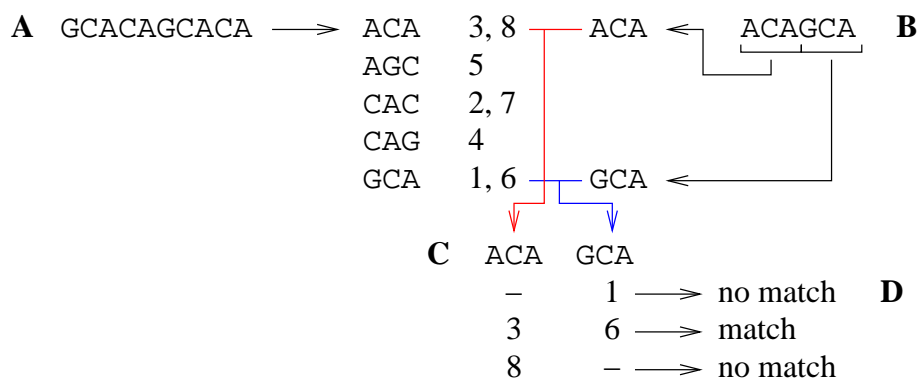 A GCACAGCACA ACA 3, 8 ACA ACAGCA B
AGC 5
CAC 2, 7
CAG 4
GCA 1, 6 GCA
C ACA GCA
– 1 no match D
3 6 match
8 – no match